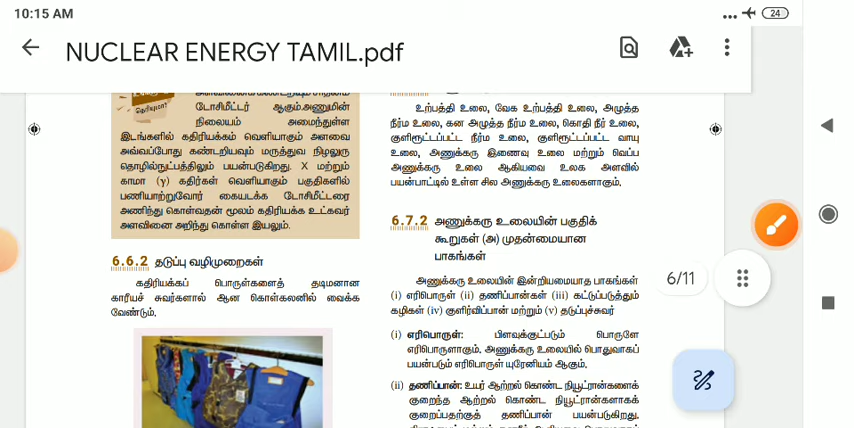 10:15 AM
24
NUCLEAR ENERGY TAMIL.pdf
தெரியுமா?
டோசிமீட்டர் ஆகும்.அணுமின்
நிலையம் அமைந்துள்ள
இடங்களில் கதிரியக்கம் வெளியாகும் அளவை
அவ்வப்போது கண்டறியவும் மருத்துவ நிழலுரு
தொழில்நுட்பத்திலும் பயன்படுகிறது. X மற்றும்
காமா (γ) கதிர்கள் வெளியாகும் பகுதிகளில்
பணியாற்றுவோர் கையடக்க டோசிமீட்டரை
அணிந்து கொள்வதன் மூலம் கதிரியக்க உட்கவர்
அளவினை அறிந்து கொள்ள இயலும்.
6.6.2 தடுப்பு வழிமுறைகள்
கதிரியக்கப் பொருள்களைத் தடிமனான
காரீயச் சுவர்களால் ஆன கொள்கலனில் வைக்க
வேண்டும்.
உற்பத்தி உலை, வேக உற்பத்தி உலை, அழுத்த
நீர்ம உலை, கன அழுத்த நீர்ம உலை, கொதி நீர் உலை,
குளிரூட்டப்பட்ட நீர்ம உலை, குளிரூட்டப்பட்ட வாயு
உலை, அணுக்கரு இணைவு உலை மற்றும் வெப்ப
அணுக்கரு உலை ஆகியவை உலக அளவில்
பயன்பாட்டில் உள்ள சில அணுக்கரு உலைகளாகும்.
6.7.2 அணுக்கரு உலையின் பகுதிக்
கூறுகள் (அ) முதன்மையான
பாகங்கள்
அணுக்கரு உலையின் இன்றியமையாத பாகங்கள்
(i) எரிபொருள் (ii) தணிப்பான்கள் (iii) கட்டுப்படுத்தும்
கழிகள் (iv) குளிர்விப்பான் மற்றும் (v) தடுப்புச்சுவர்
(i) எரிபொருள்: பிளவுக்குட்படும் பொருளே
எரிபொருளாகும். அணுக்கரு உலையில் பொதுவாகப்
பயன்படும் எரிபொருள் யுரேனியம் ஆகும்.
(ii) தணிப்பான்: உயர் ஆற்றல் கொண்ட நியூட்ரான்களைக்
குறைந்த ஆற்றல் கொண்ட நியூட்ரான்களாகக்
குறைப்பதற்குத் தணிப்பான் பயன்படுகிறது.
6/11